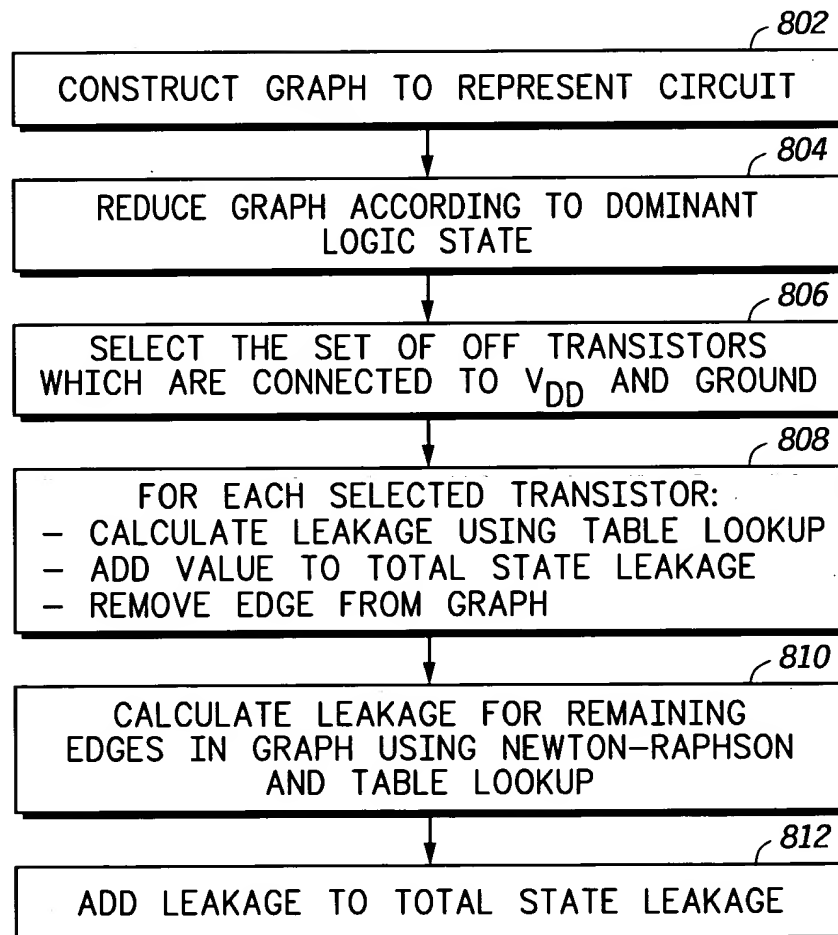 802
CONSTRUCT GRAPH TO REPRESENT CIRCUIT
804
REDUCE GRAPH ACCORDING TO DOMINANT
LOGIC STATE
806
SELECT THE SET OF OFF TRANSISTORS
WHICH ARE CONNECTED TO VDD AND GROUND
808
FOR EACH SELECTED TRANSISTOR:
– CALCULATE LEAKAGE USING TABLE LOOKUP
– ADD VALUE TO TOTAL STATE LEAKAGE
– REMOVE EDGE FROM GRAPH
810
CALCULATE LEAKAGE FOR REMAINING
EDGES IN GRAPH USING NEWTON–RAPHSON
AND TABLE LOOKUP
812
ADD LEAKAGE TO TOTAL STATE LEAKAGE